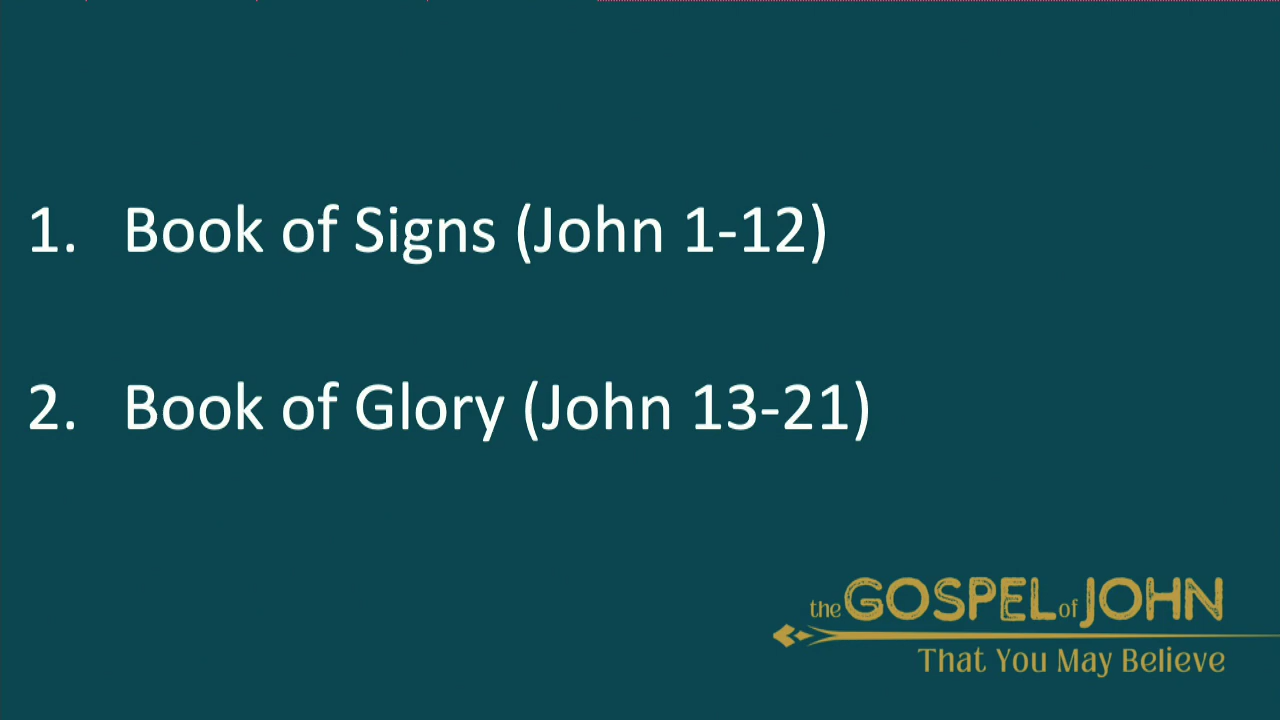 1. Book of Signs (John 1-12)
2. Book of Glory (John 13-21)
the GOSPEL of JOHN
That You May Believe